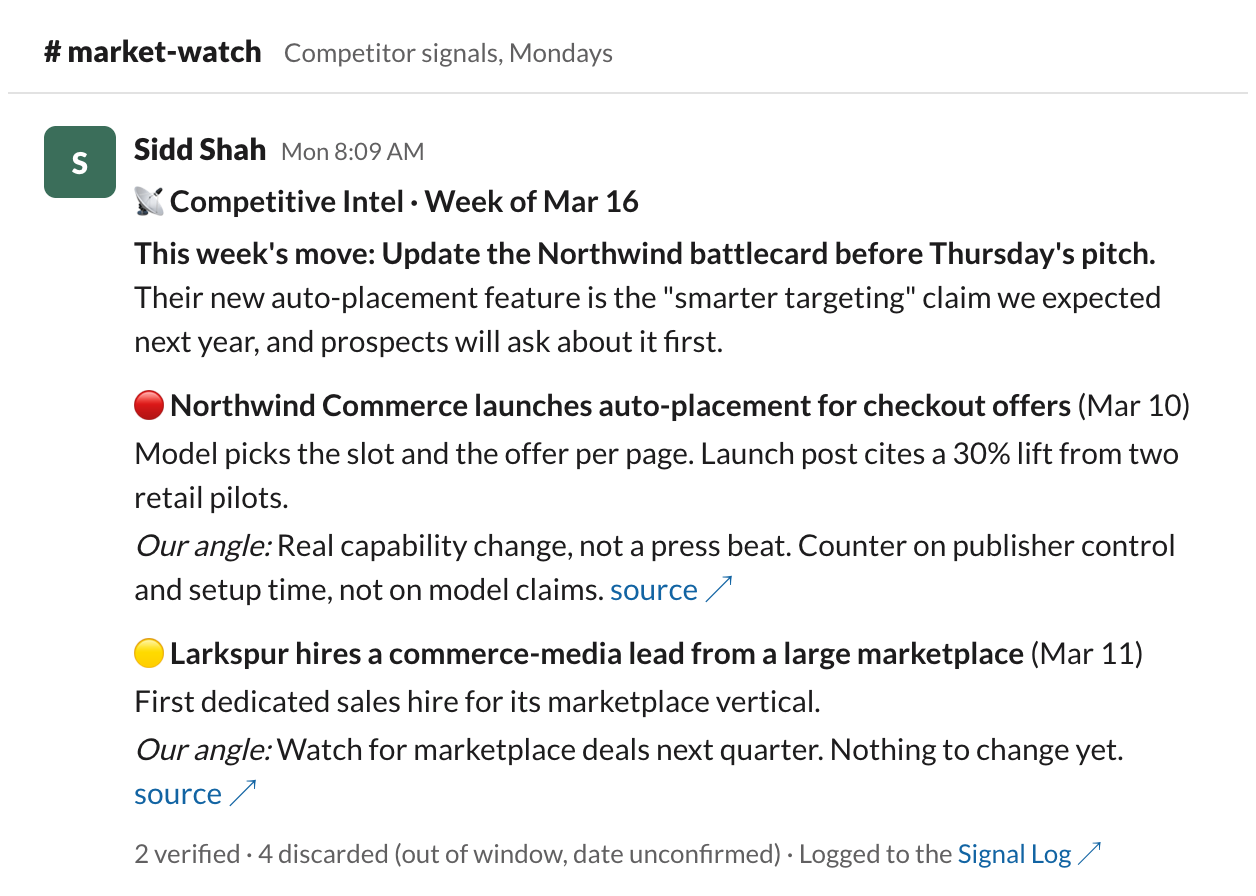 # market-watch Competitor signals, Mondays
S
Sidd Shah Mon 8:09 AM
📡 Competitive Intel · Week of Mar 16
This week's move: Update the Northwind battlecard before Thursday's pitch.
Their new auto-placement feature is the "smarter targeting" claim we expected
next year, and prospects will ask about it first.
🔴 Northwind Commerce launches auto-placement for checkout offers (Mar 10)
Model picks the slot and the offer per page. Launch post cites a 30% lift from two
retail pilots.
Our angle: Real capability change, not a press beat. Counter on publisher control
and setup time, not on model claims. source ↗
🟡 Larkspur hires a commerce-media lead from a large marketplace (Mar 11)
First dedicated sales hire for its marketplace vertical.
Our angle: Watch for marketplace deals next quarter. Nothing to change yet.
source ↗
2 verified · 4 discarded (out of window, date unconfirmed) · Logged to the Signal Log ↗